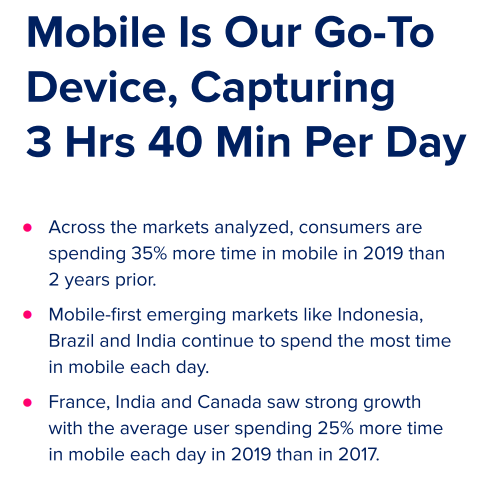 Mobile Is Our Go-To
Device, Capturing
3 Hrs 40 Min Per Day
Across the markets analyzed, consumers are
spending 35% more time in mobile in 2019 than
2 years prior.
Mobile-first emerging markets like Indonesia,
Brazil and India continue to spend the most time
in mobile each day.
France, India and Canada saw strong growth
with the average user spending 25% more time
in mobile each day in 2019 than in 2017.